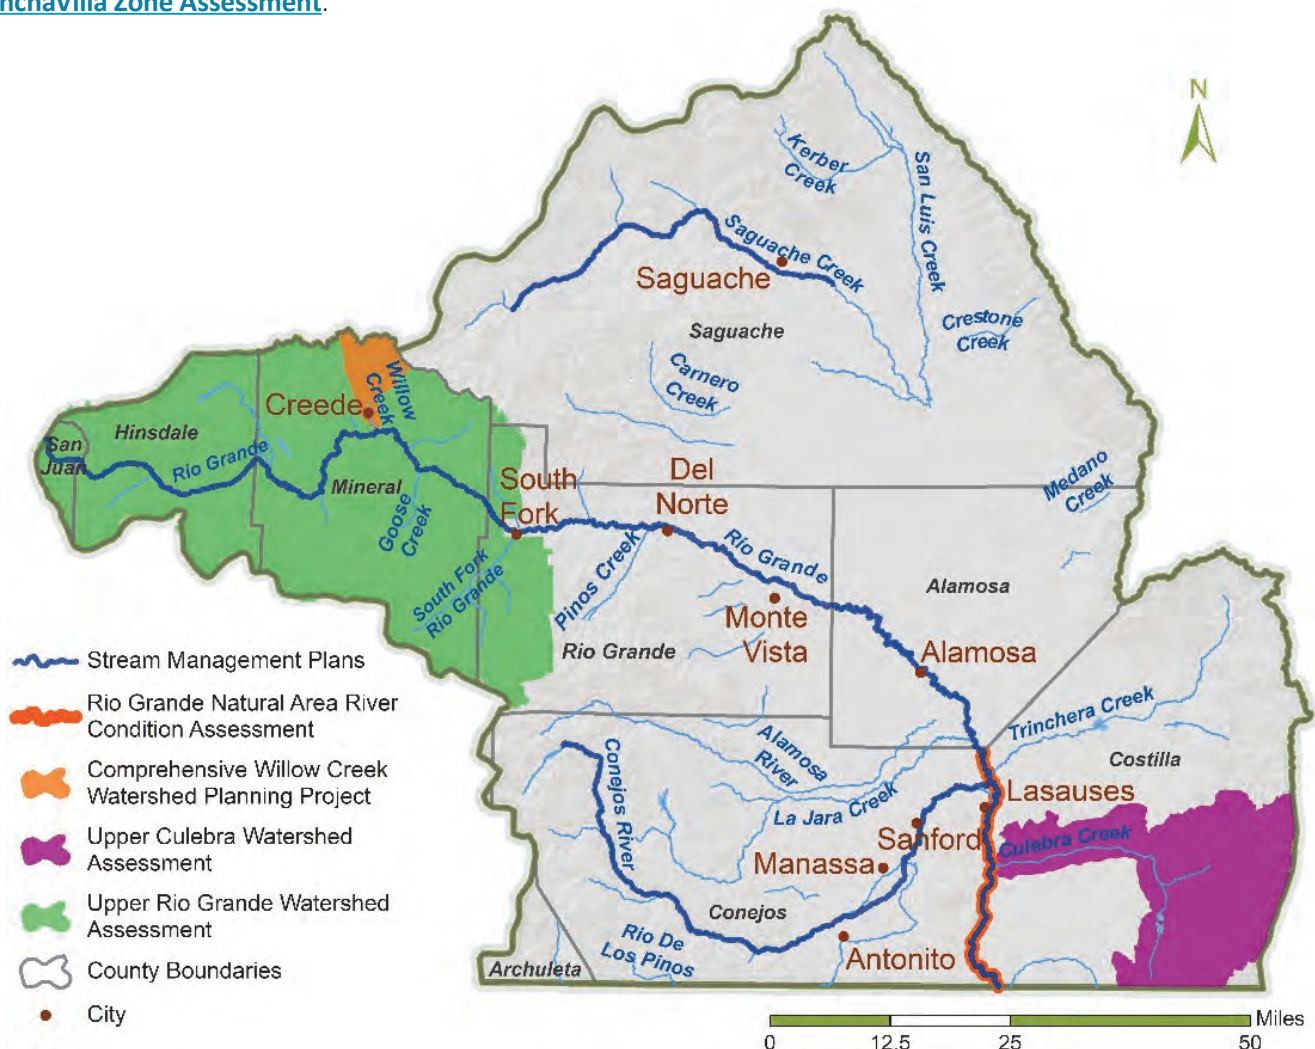 nchaVilla Zone Assessment.
N
Kerber
Creek
San Luis Creek
Saguache Creek
Saguache
Saguache
Crestone
Creek
Carnero
Creek
Willow
Creek
Creede
San
Juan
Hinsdale
Rio Grande
Mineral
Goose
Creek
South
Fork
Del
Norte
Medano
Creek
South Fork
Rio Grande
Pinos Creek
Rio Grande
Alamosa
Monte
Vista
Rio Grande
Alamosa
Trinchera Creek
Costilla
Alamosa
River
Conejos River
La Jara Creek
Lasauses
Sanford
Culebra Creek
Manassa
Conejos
Rio De
Los Pinos
Antonito
Archuleta
Stream Management Plans
Rio Grande Natural Area River
Condition Assessment
Comprehensive Willow Creek
Watershed Planning Project
Upper Culebra Watershed
Assessment
Upper Rio Grande Watershed
Assessment
County Boundaries
City
Miles
0 12.5 25 50